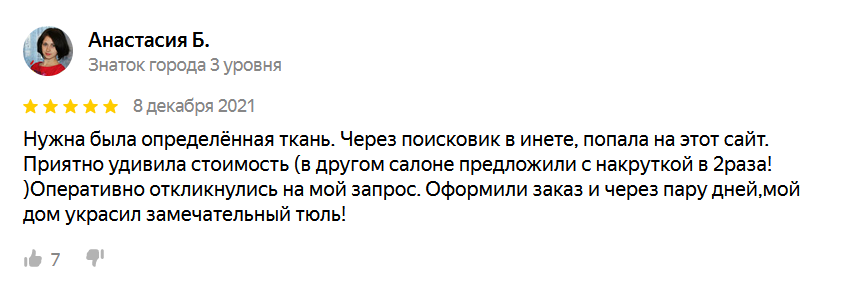 Анастасия Б.
Знаток города 3 уровня
8 декабря 2021
Нужна была определённая ткань. Через поисковик в инете, попала на этот сайт.
Приятно удивила стоимость (в другом салоне предложили с накруткой в 2раза!
)Оперативно откликнулись на мой запрос. Оформили заказ и через пару дней,мой
дом украсил замечательный тюль!
7